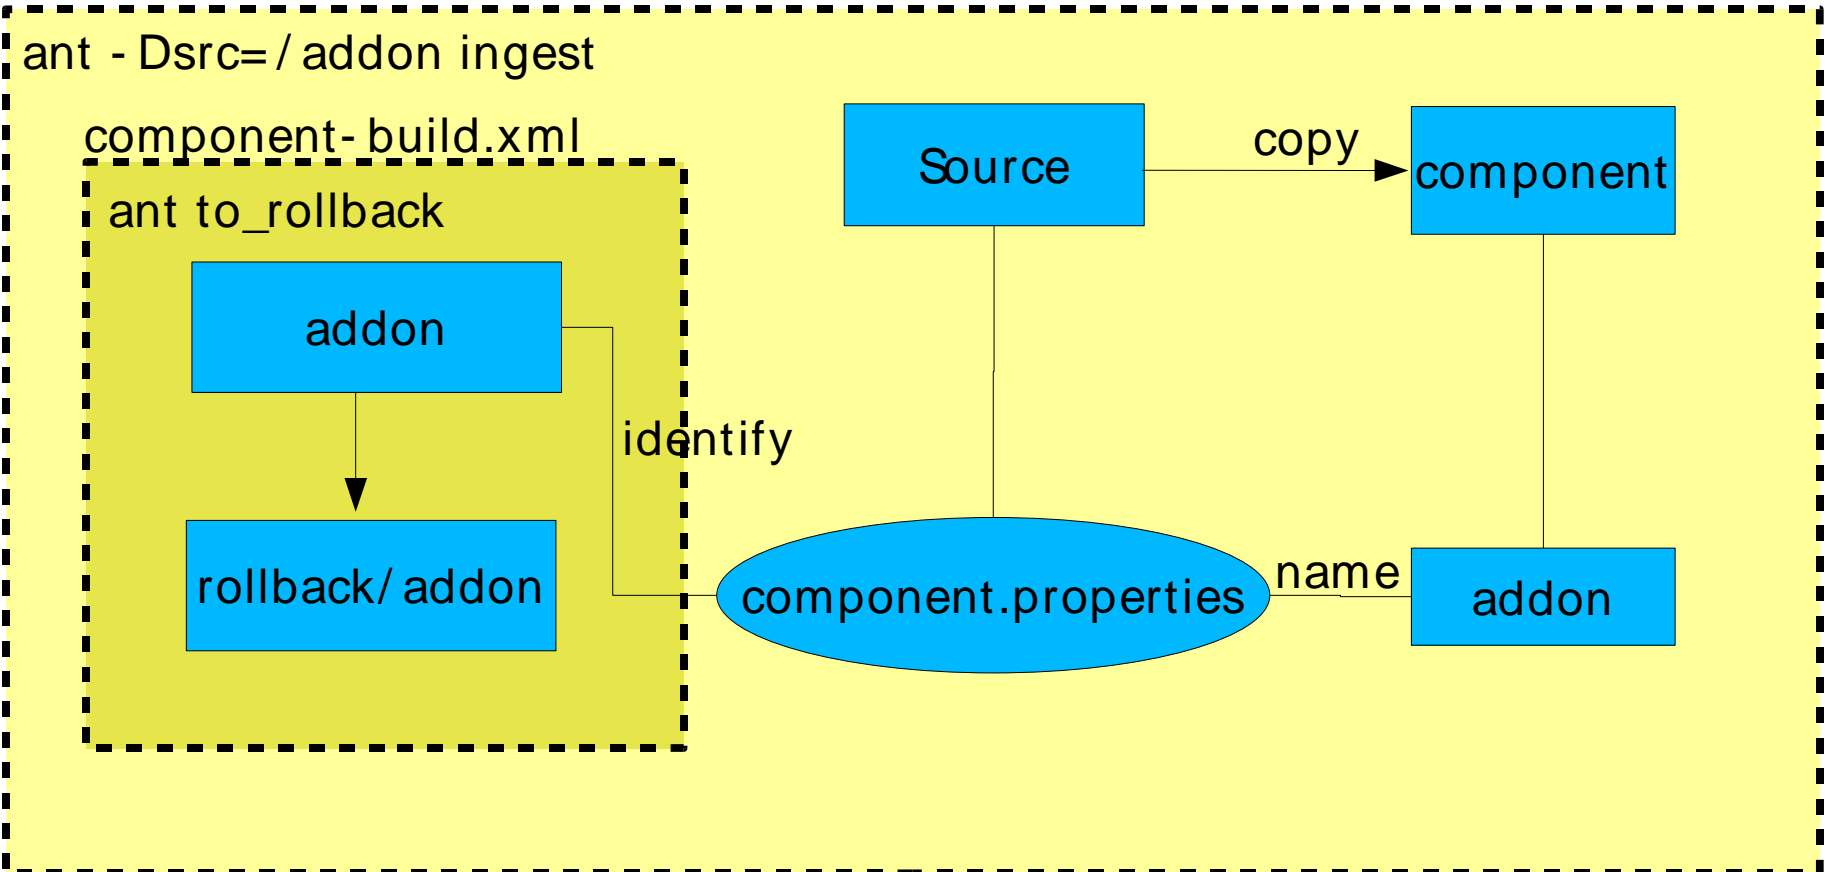 ant -Dsrc=/addon ingest
component-build.xml
ant to_rollback
addon
rollback/addon
identify
Source
copy
component
component.properties
name
addon